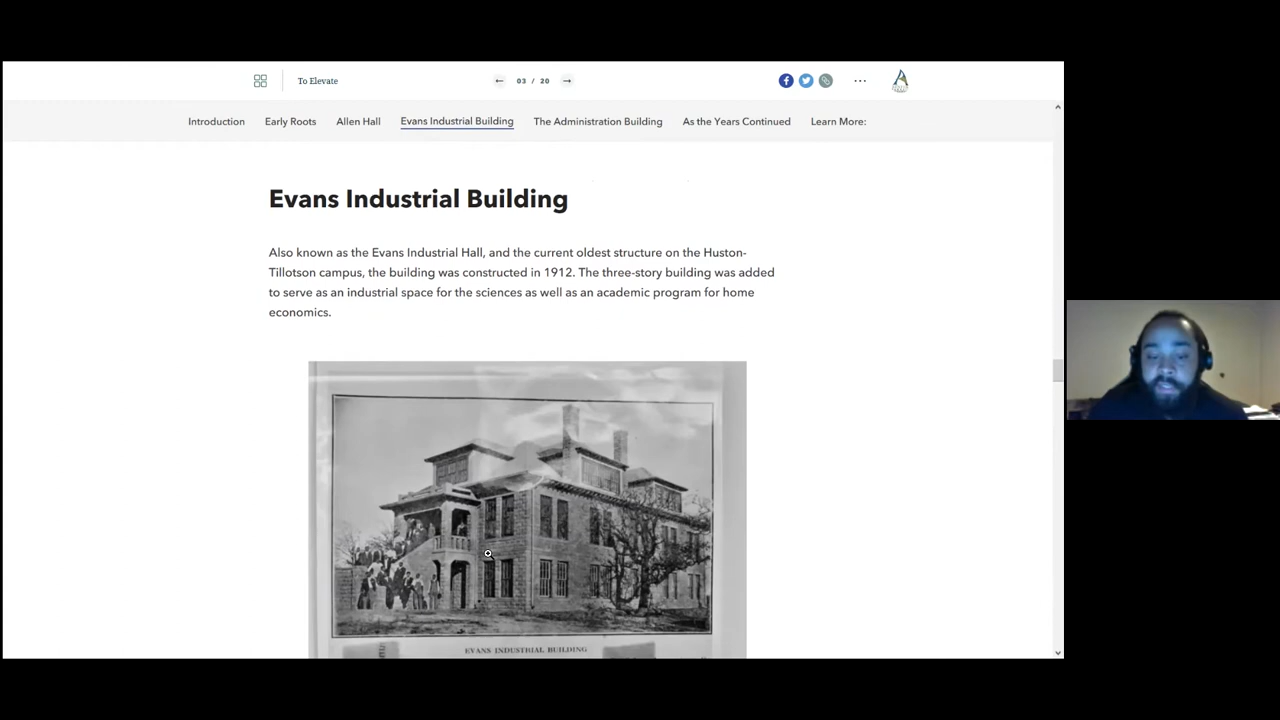 To Elevate
03 / 20
Introduction
Early Roots
Allen Hall
Evans Industrial Building
The Administration Building
As the Years Continued
Learn More:
Evans Industrial Building
Also known as the Evans Industrial Hall, and the current oldest structure on the Huston-
Tillotson campus, the building was constructed in 1912. The three-story building was added
to serve as an industrial space for the sciences as well as an academic program for home
economics.
EVANS INDUSTRIAL BUILDING